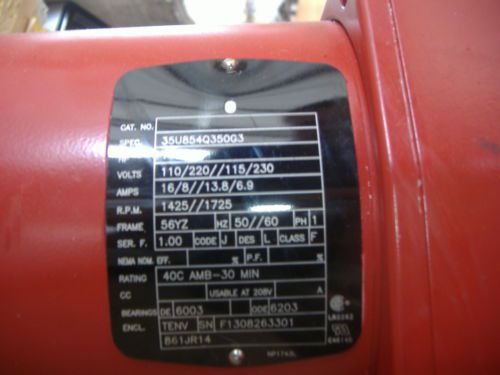 CAT. NO.
SPEC. 35U854Q350G3
HP
VOLTS 110/220//115/230
AMPS 16/8//13.8/6.9
R.P.M. 1425//1725
FRAME 56YZ HZ 50//60 PH 1
SER. F. 1.00 CODE J DES L CLASS F
NEMA NOM. EFF. % P.F. %
RATING 40C AMB-30 MIN
CC USABLE AT 208V A
BEARINGS DE 6003 ODE 6203
ENCL. TENV SN F1308263301
B61JR14